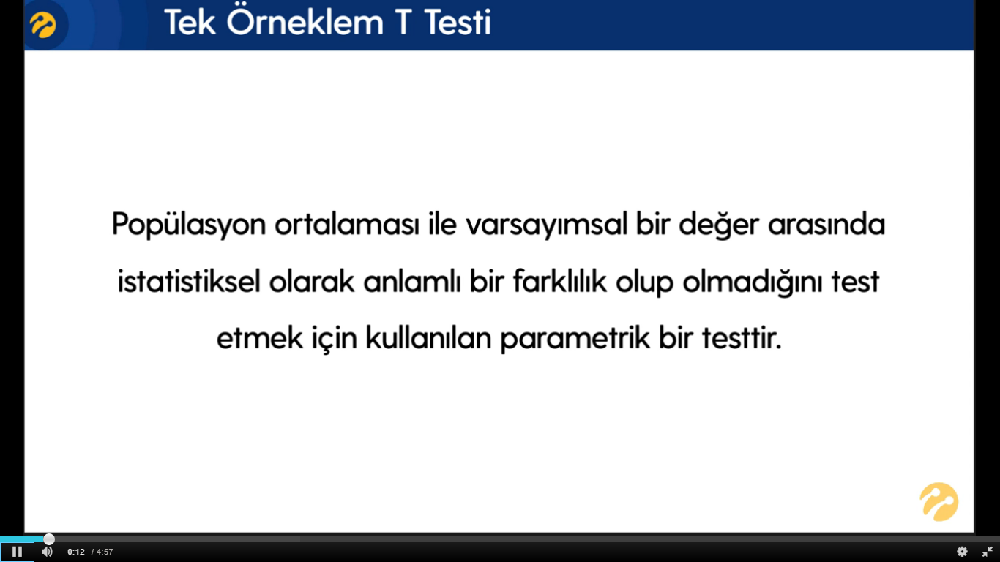 Tek Örneklem T Testi
Popülasyon ortalaması ile varsayımsal bir değer arasında
istatistiksel olarak anlamlı bir farklılık olup olmadığını test
etmek için kullanılan parametrik bir testtir.
0:12 / 4:57